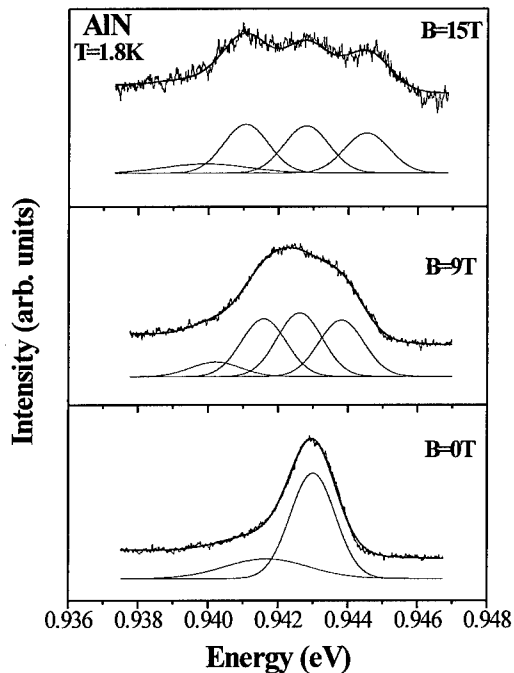 AlN
T=1.8K
B=15T
B=9T
B=0T
Intensity (arb. units)
0.936 0.938 0.940 0.942 0.944 0.946 0.948
Energy (eV)